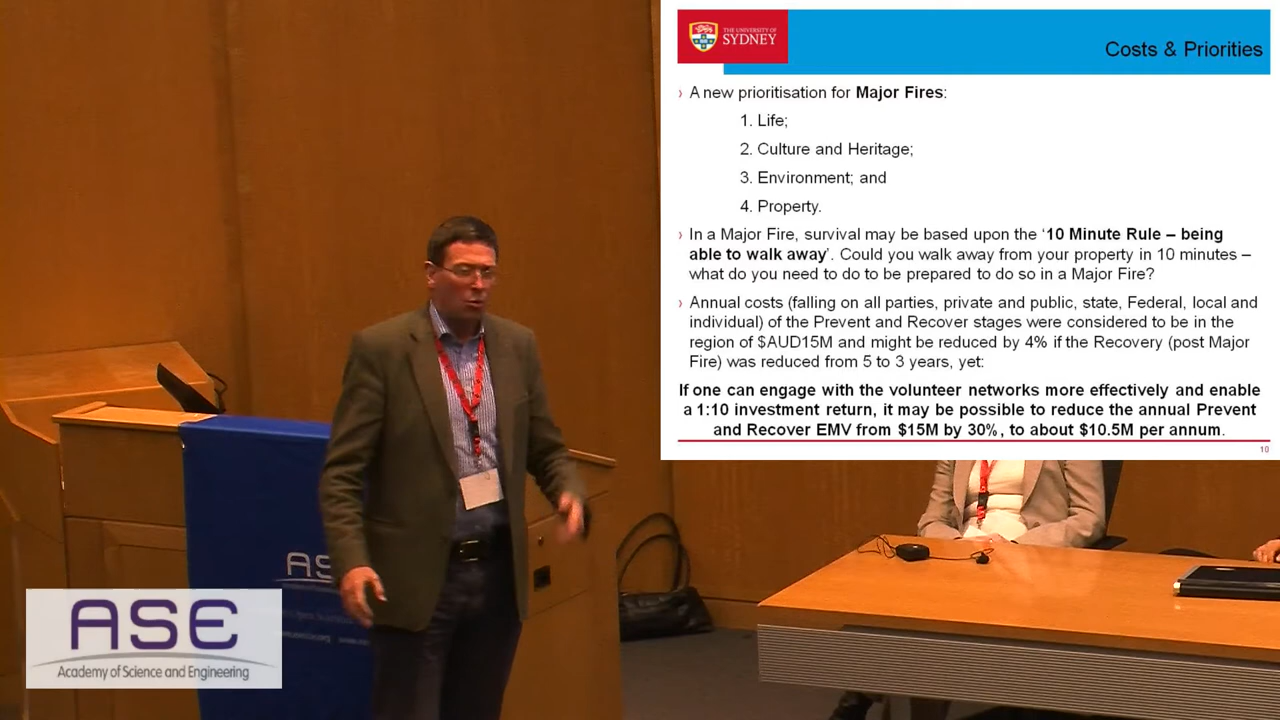 THE UNIVERSITY OF
SYDNEY
Costs & Priorities
› A new prioritisation for Major Fires:
1. Life;
2. Culture and Heritage;
3. Environment; and
4. Property.
› In a Major Fire, survival may be based upon the ‘10 Minute Rule – being
able to walk away’. Could you walk away from your property in 10 minutes –
what do you need to do to be prepared to do so in a Major Fire?
› Annual costs (falling on all parties, private and public, state, Federal, local and
individual) of the Prevent and Recover stages were considered to be in the
region of $AUD15M and might be reduced by 4% if the Recovery (post Major
Fire) was reduced from 5 to 3 years, yet:
If one can engage with the volunteer networks more effectively and enable
a 1:10 investment return, it may be possible to reduce the annual Prevent
and Recover EMV from $15M by 30%, to about $10.5M per annum.
10
AS
ASE
Academy of Science and Engineering